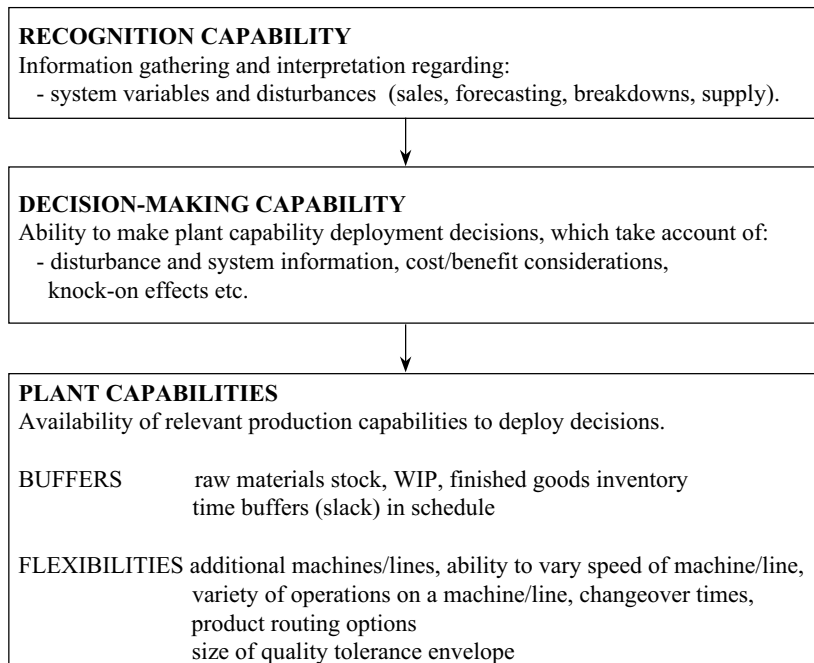 RECOGNITION CAPABILITY
Information gathering and interpretation regarding:
- system variables and disturbances (sales, forecasting, breakdowns, supply).
DECISION-MAKING CAPABILITY
Ability to make plant capability deployment decisions, which take account of:
- disturbance and system information, cost/benefit considerations,
knock-on effects etc.
PLANT CAPABILITIES
Availability of relevant production capabilities to deploy decisions.
BUFFERS raw materials stock, WIP, finished goods inventory
time buffers (slack) in schedule
FLEXIBILITIES additional machines/lines, ability to vary speed of machine/line,
variety of operations on a machine/line, changeover times,
product routing options
size of quality tolerance envelope